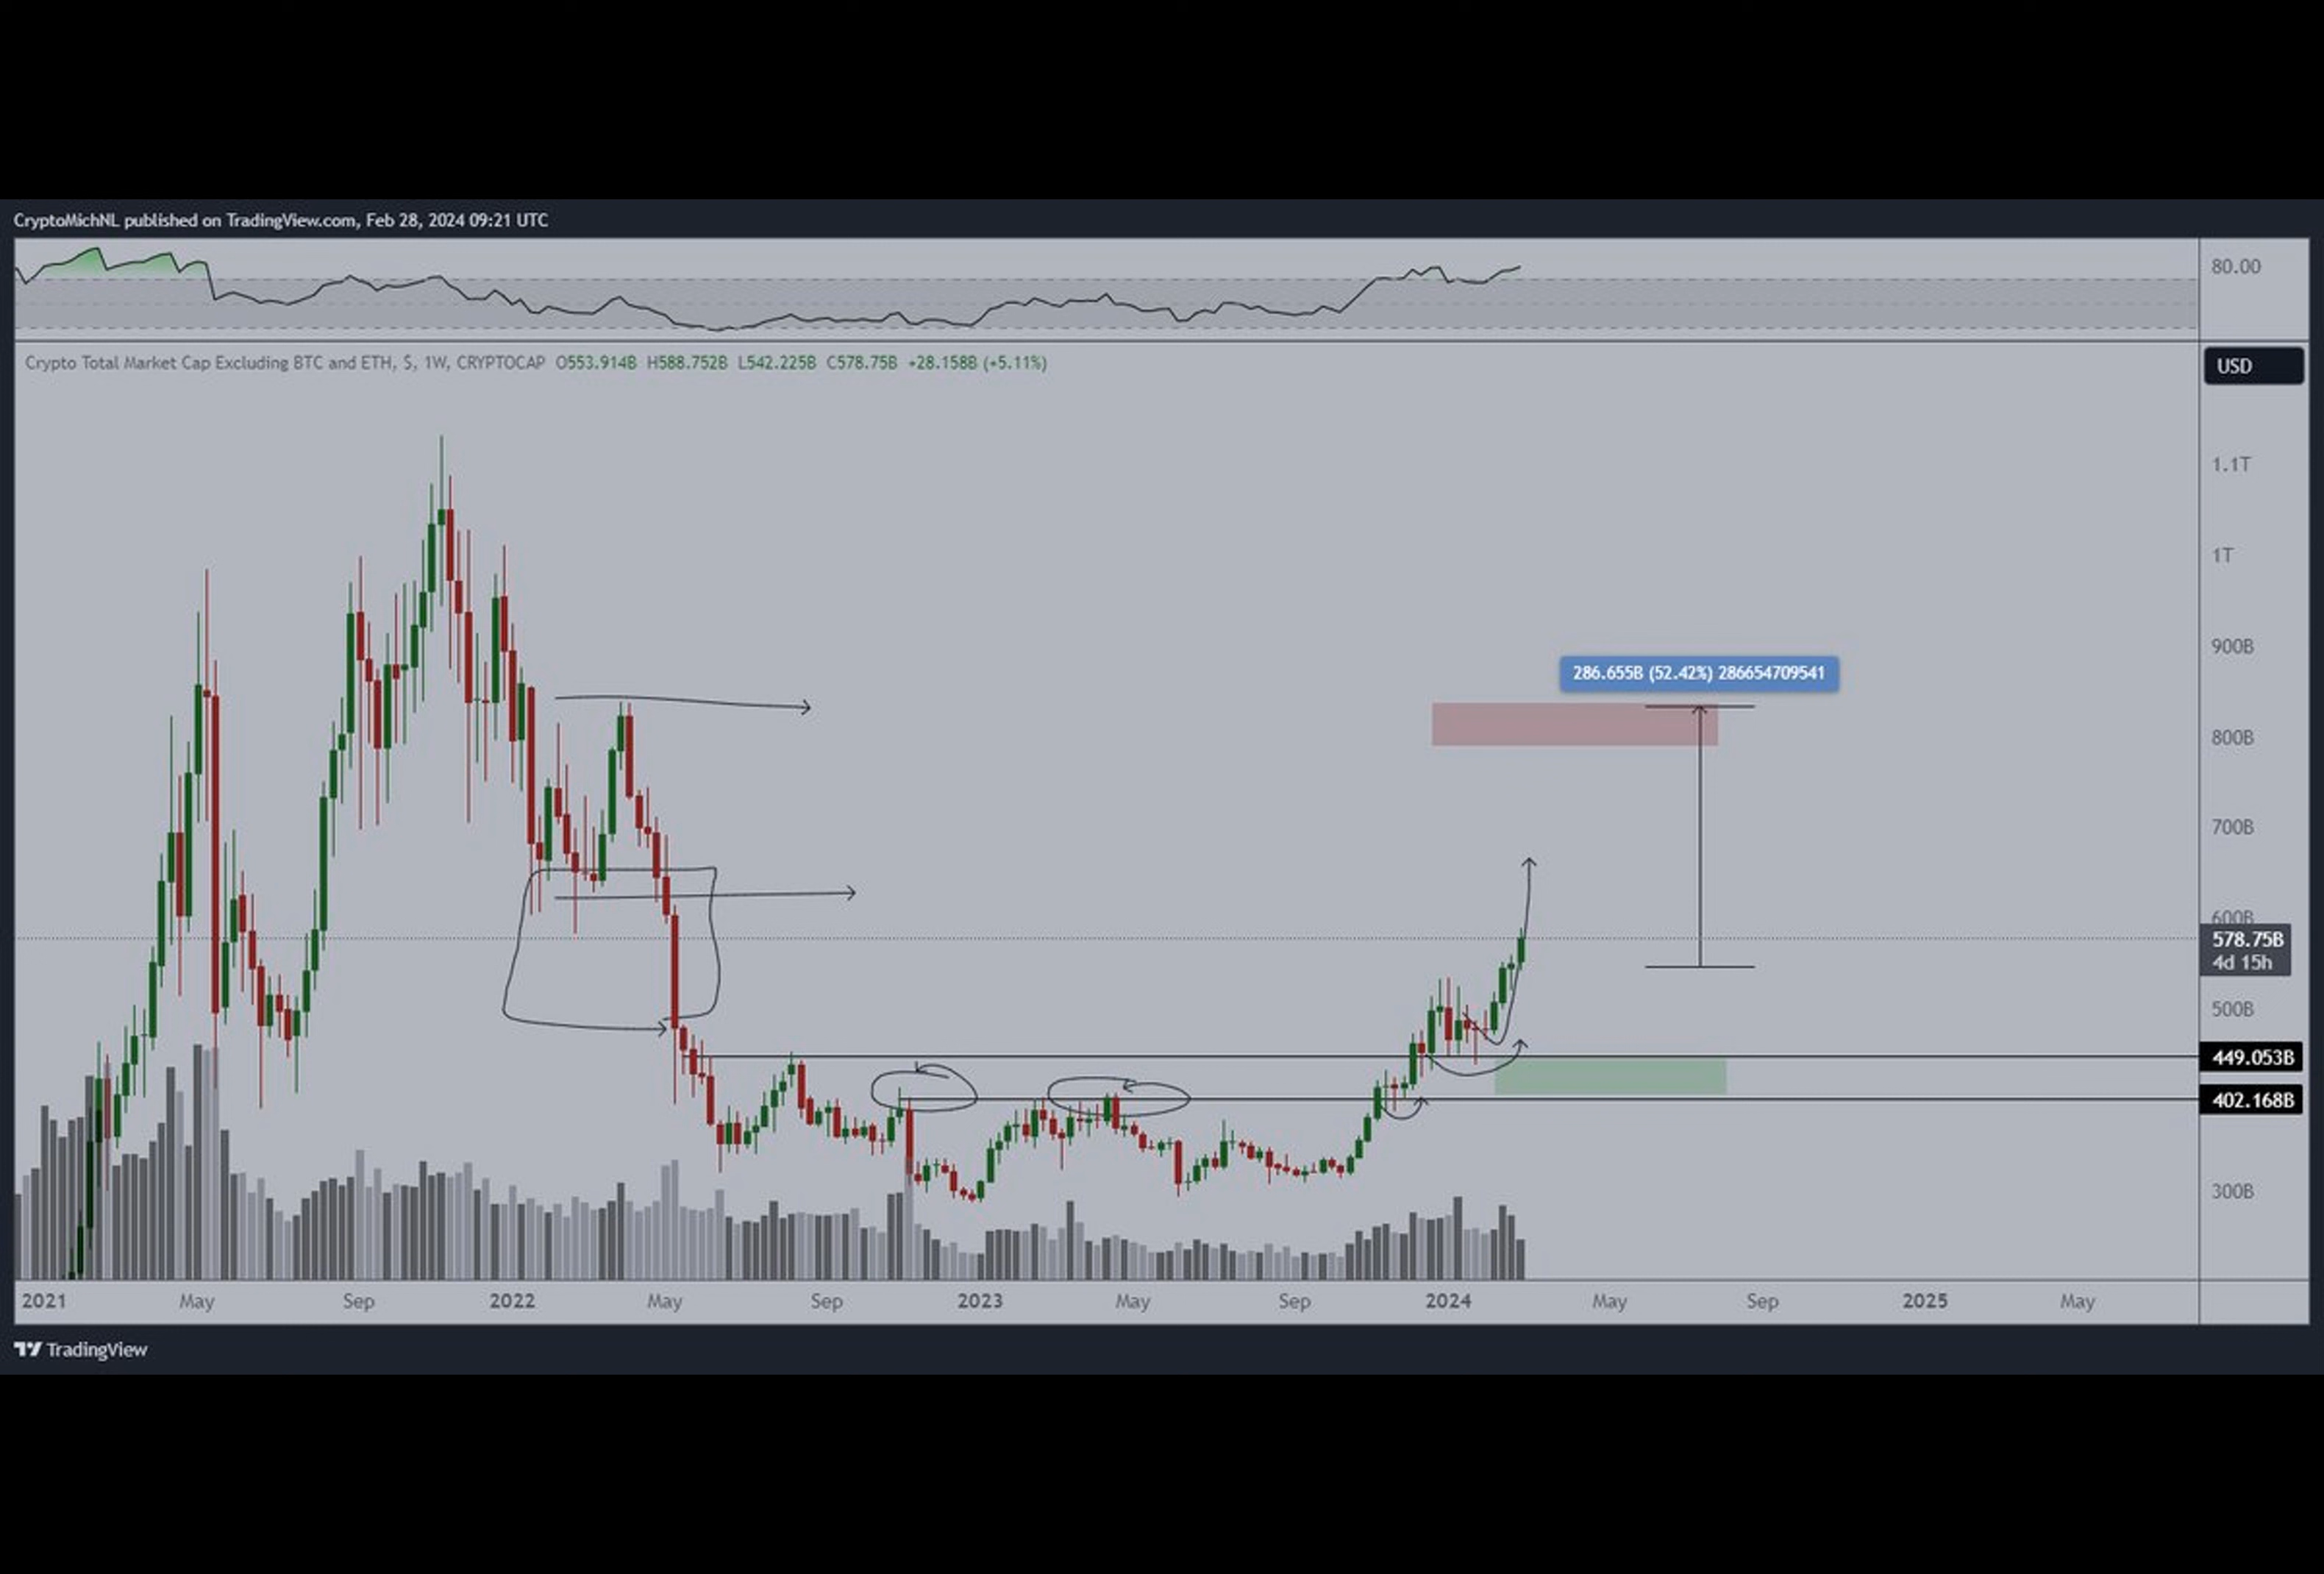 CryptoMichNL published on TradingView.com, Feb 28, 2024 09:21 UTC
80.00
Crypto Total Market Cap Excluding BTC and ETH, $, 1W, CRYPTOCAP O553.914B H588.752B L542.225B C578.75B +28.158B (+5.11%)
USD
1.1T
1T
900B
286.655B (52.42%) 286654709541
800B
700B
600B
578.75B
4d 15h
500B
449.053B
402.168B
300B
2021 May Sep 2022 May Sep 2023 May Sep 2024 May Sep 2025 May
TradingView